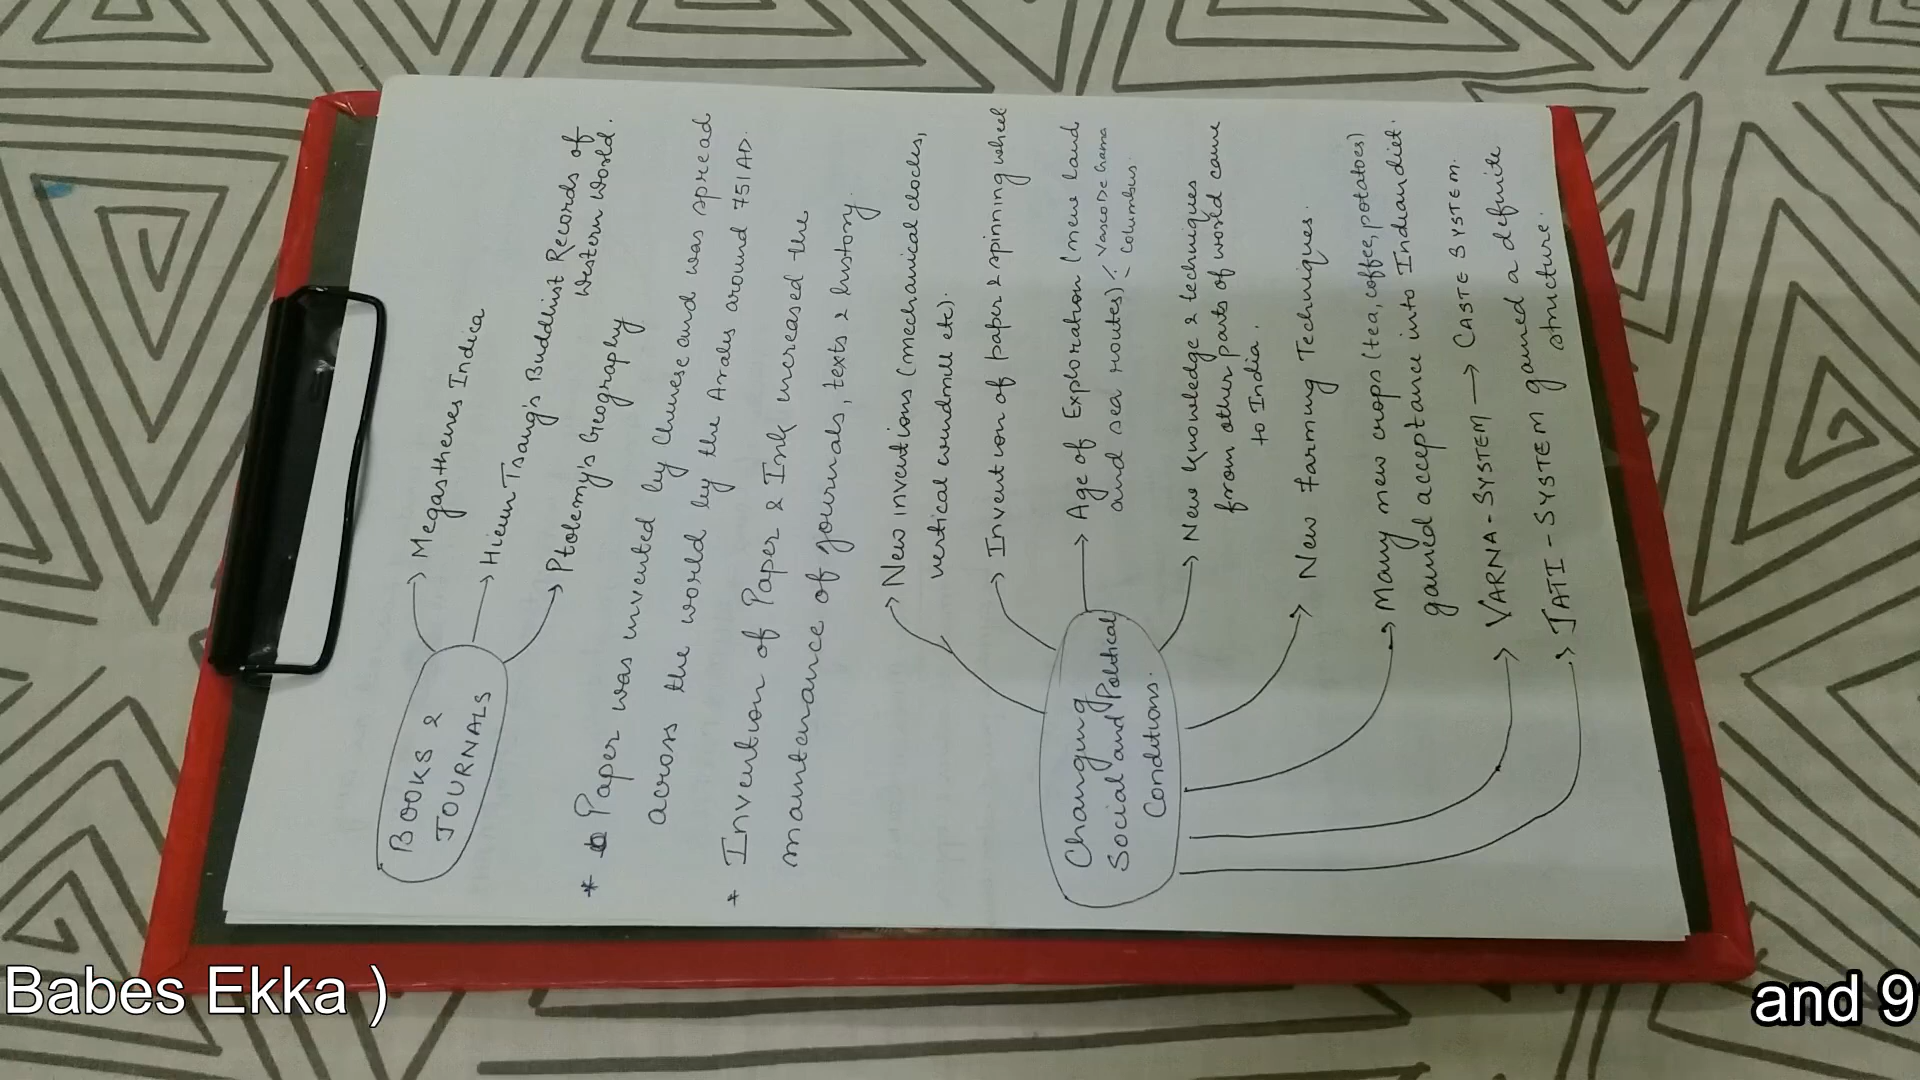 BOOKS &
JOURNALS
Megasthenes Indica
Hieun Tsang's Buddhist Records of
Western World.
Ptolemy's Geography
* Paper was invented by Chinese and was spread
across the world by the Arabs around 751 AD.
* Invention of Paper & Ink increased the
maintenance of journals, texts & history.
Changing
Social and Political
Conditions.
New inventions (mechanical clocks,
vertical windmill etc).
Invention of paper & spinning wheel
Age of Exploration (new land
and sea routes)
Vasco De Gama
Columbus.
New knowledge & techniques
from other parts of world came
to India.
New Farming Techniques.
Many new crops (tea, coffee, potatoes)
gained acceptance into Indian diet.
VARNA-SYSTEM → CASTE SYSTEM.
JATI-SYSTEM gained a definite
structure.
Babes Ekka )
and 9